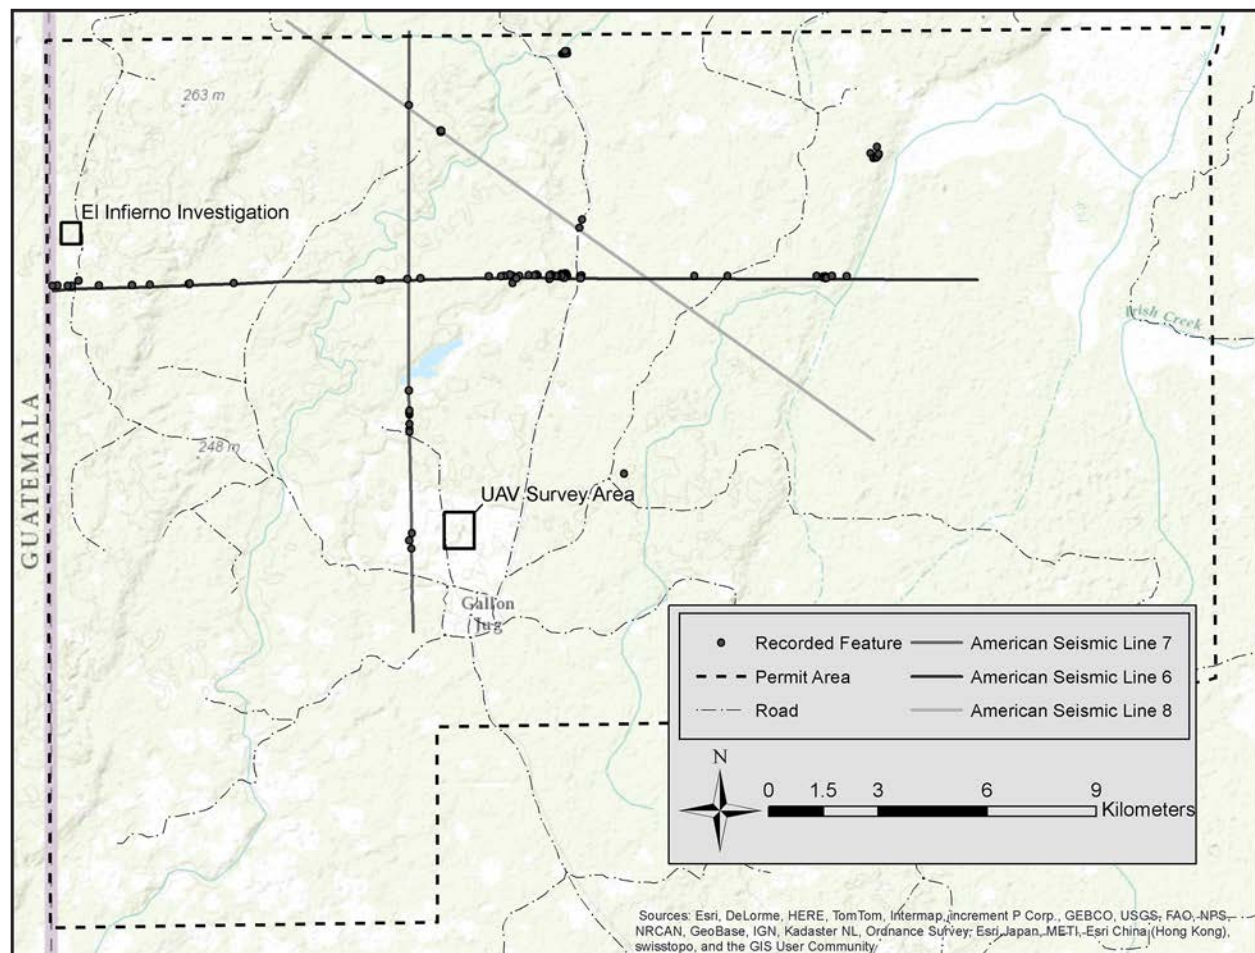 263 m
El Infierno Investigation
Irish Creek
GUATEMALA
248 m
UAV Survey Area
Gallon
Jug
Recorded Feature
American Seismic Line 7
Permit Area
American Seismic Line 6
Road
American Seismic Line 8
N
0 1.5 3 6 9
Kilometers
Sources: Esri, DeLorme, HERE, TomTom, Intermap, increment P Corp., GEBCO, USGS, FAO, NPS,
NRCAN, GeoBase, IGN, Kadaster NL, Ordnance Survey, Esri Japan, METI, Esri China (Hong Kong),
swisstopo, and the GIS User Community